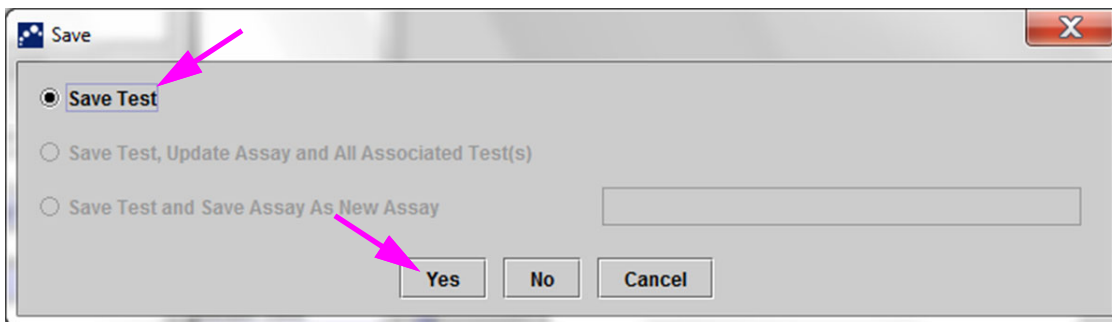 Save
Save Test
Save Test, Update Assay and All Associated Test(s)
Save Test and Save Assay As New Assay
Yes No Cancel